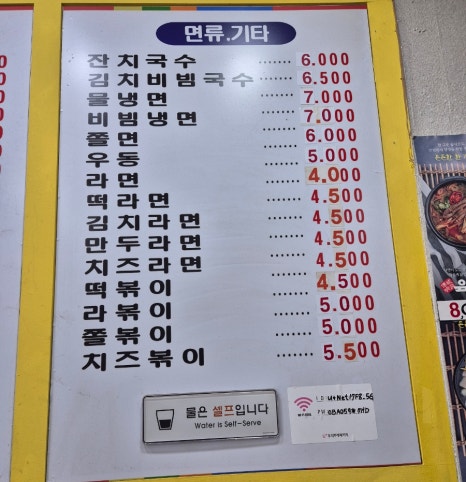 면류.기타
잔치국수 ······· 6.000
김치비빔국수 ······ 6.500
물냉면 ······· 7.000
비빔냉면 ······· 7.000
쫄면 ······· 6.000
우동 ······· 5.000
라면 ······· 4.000
떡라면 ······· 4.500
김치라면 ······· 4.500
만두라면 ······· 4.500
치즈라면 ······· 4.500
떡볶이 ······· 4.500
라볶이 ······· 5.000
쫄볶이 ······· 5.000
치즈볶이 ······· 5.500
물은 셀프입니다
Water is Self-Serve